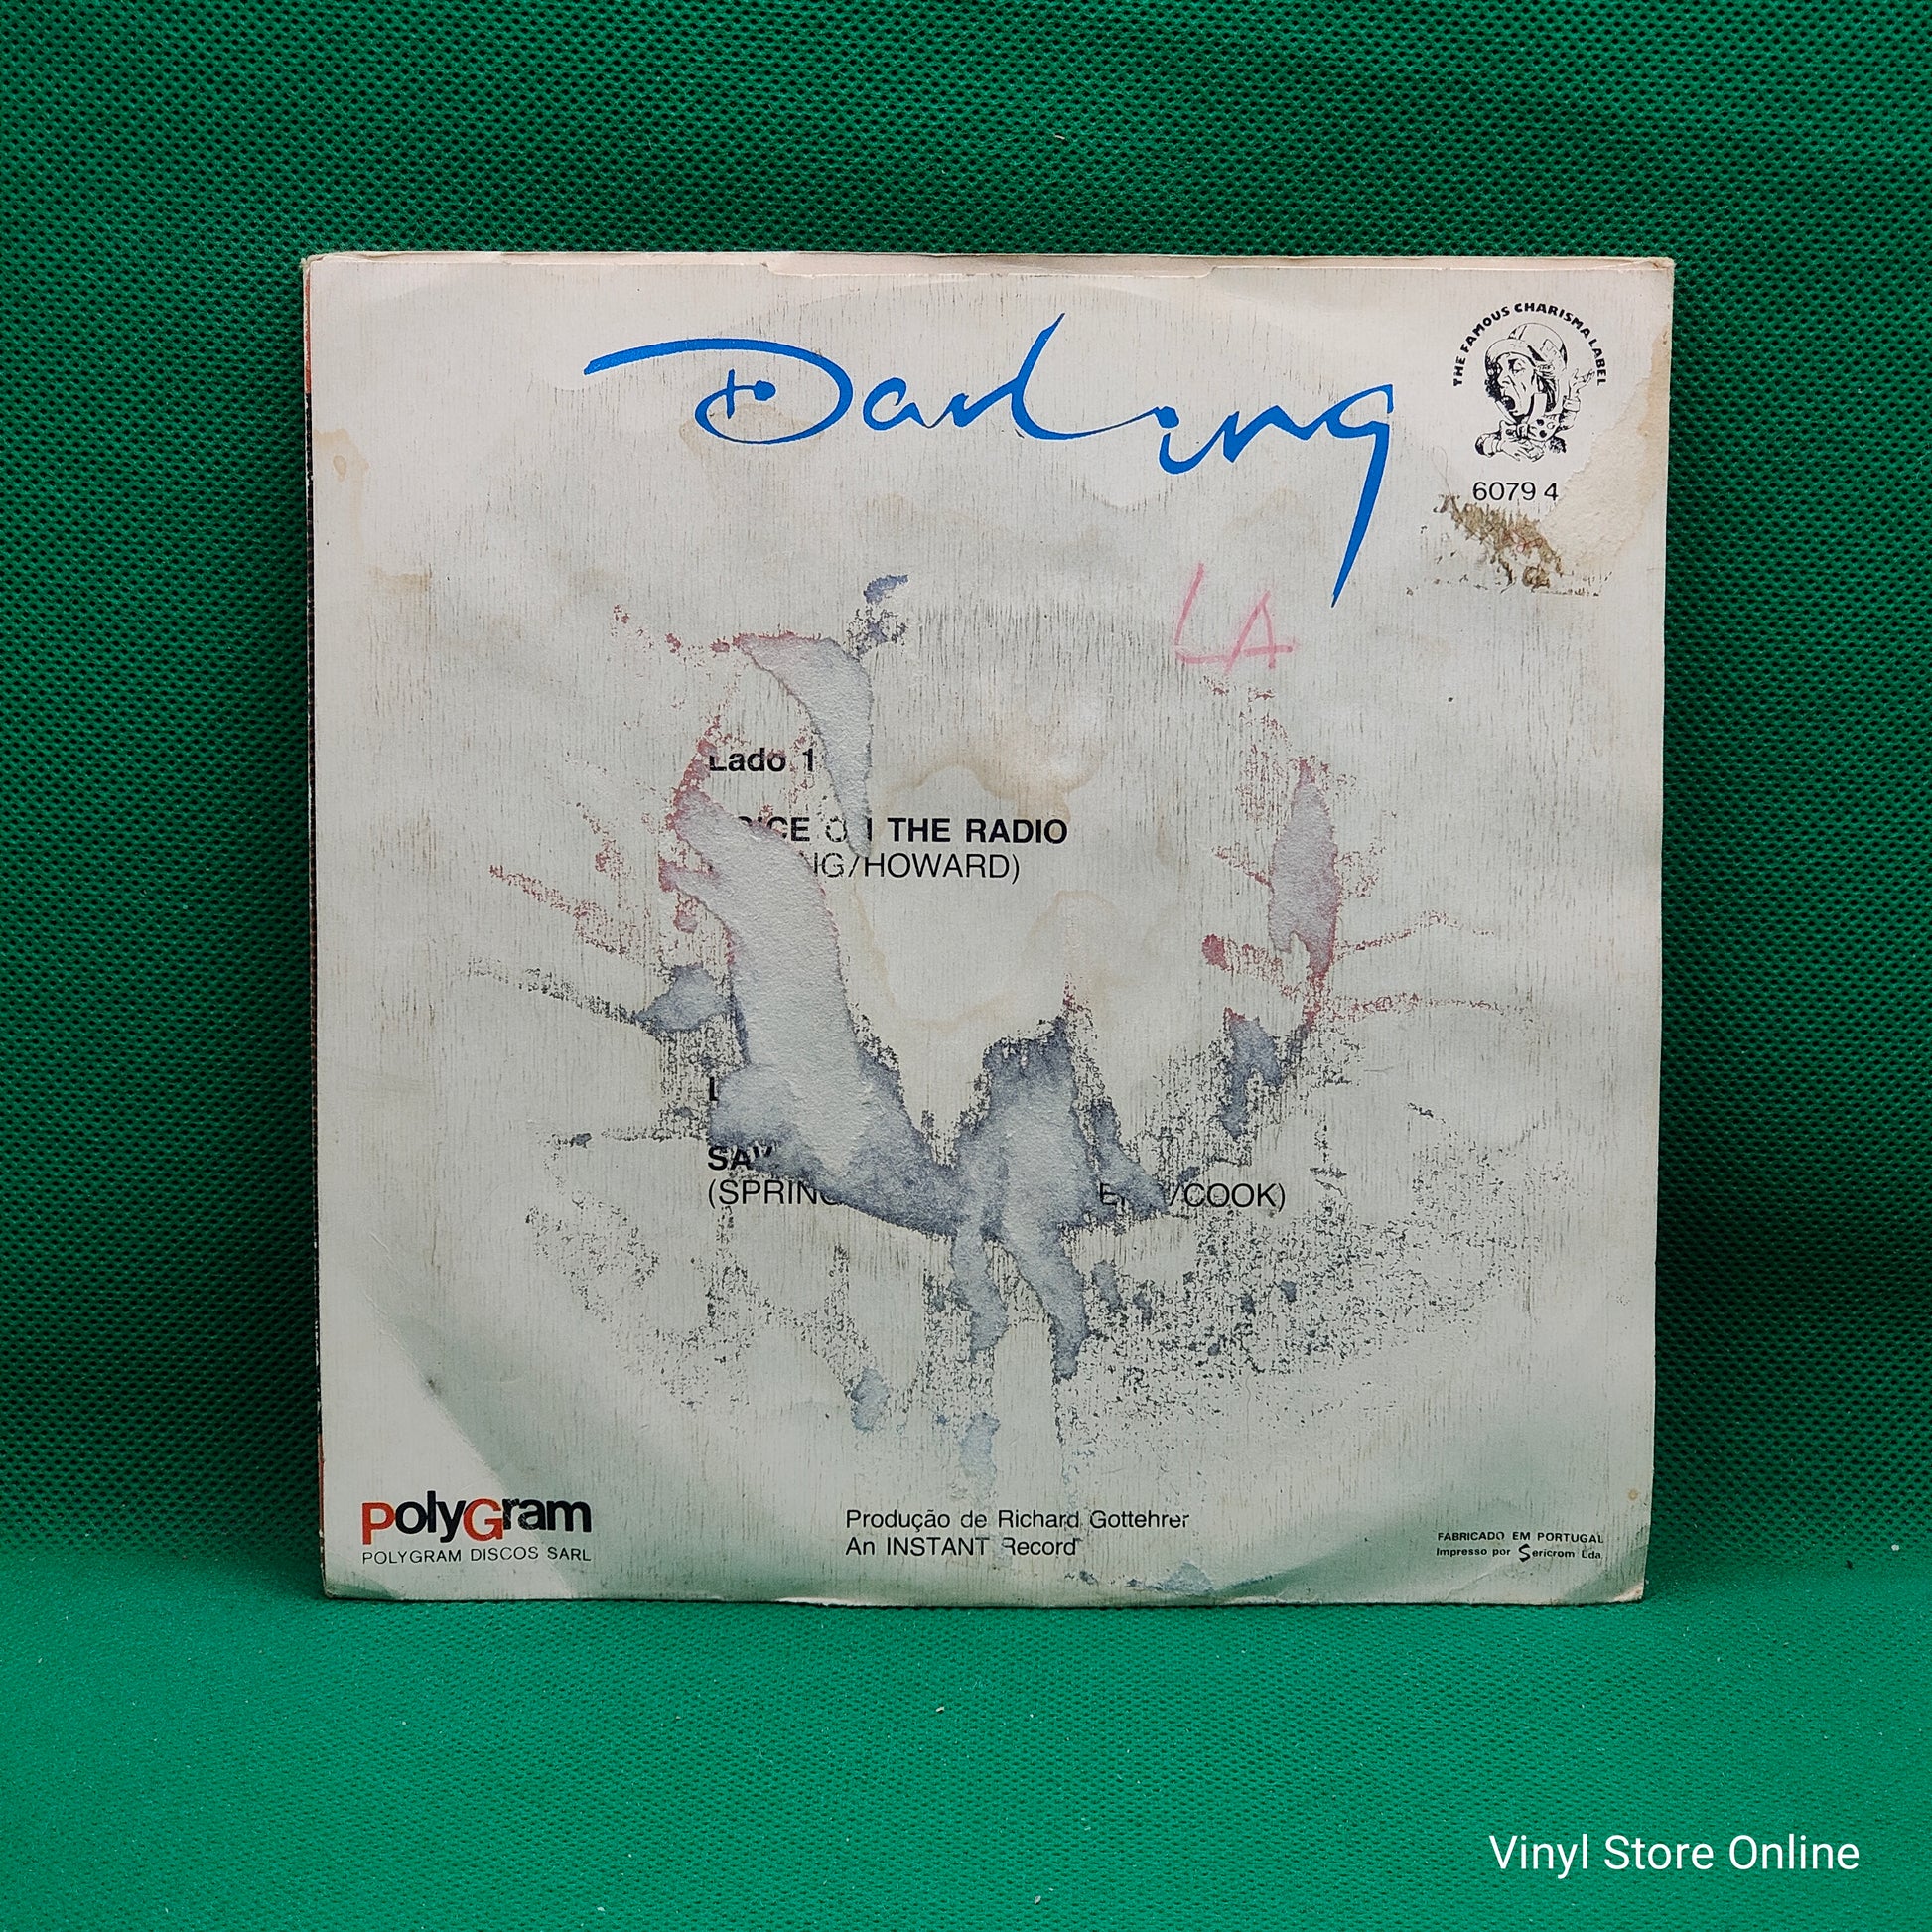 Darling
THE FAMOUS CHARISMA LABEL
6079 4
LA
Lado 1
THE RADIO
/HOWARD)
/COOK)
PolyGram
POLYGRAM DISCOS SARL
Produção de Richard Gottehrer
An INSTANT Record
FABRICADO EM PORTUGAL
Impresso por Sericrom Lda.
Vinyl Store Online